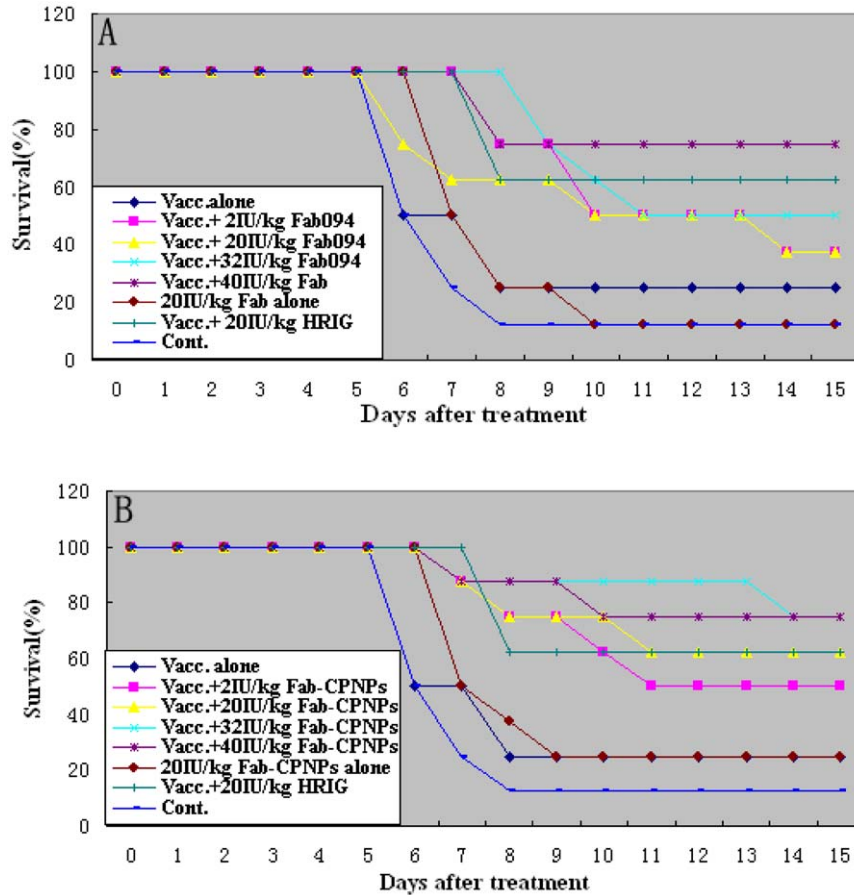 A
120
100
80
60
40
20
0
Survival(%)
Vacc.alone
Vacc.+ 2IU/kg Fab094
Vacc.+ 20IU/kg Fab094
Vacc.+32IU/kg Fab094
Vacc.+40IU/kg Fab
20IU/kg Fab alone
Vacc.+ 20IU/kg HRIG
Cont.
0 1 2 3 4 5 6 7 8 9 10 11 12 13 14 15
Days after treatment
B
120
100
80
60
40
20
0
Survival(%)
Vacc. alone
Vacc.+2IU/kg Fab-CPNPs
Vacc.+20IU/kg Fab-CPNPs
Vacc.+32IU/kg Fab-CPNPs
Vacc.+40IU/kg Fab-CPNPs
20IU/kg Fab-CPNPs alone
Vacc.+20IU/kg HRIG
Cont.
0 1 2 3 4 5 6 7 8 9 10 11 12 13 14 15
Days after treatment